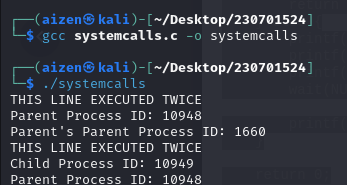 ┌──(aizen㉿kali)-[~/Desktop/230701524]
└─$ gcc systemcalls.c -o systemcalls
┌──(aizen㉿kali)-[~/Desktop/230701524]
└─$ ./systemcalls
THIS LINE EXECUTED TWICE
Parent Process ID: 10948
Parent's Parent Process ID: 1660
THIS LINE EXECUTED TWICE
Child Process ID: 10949
Parent Process ID: 10948